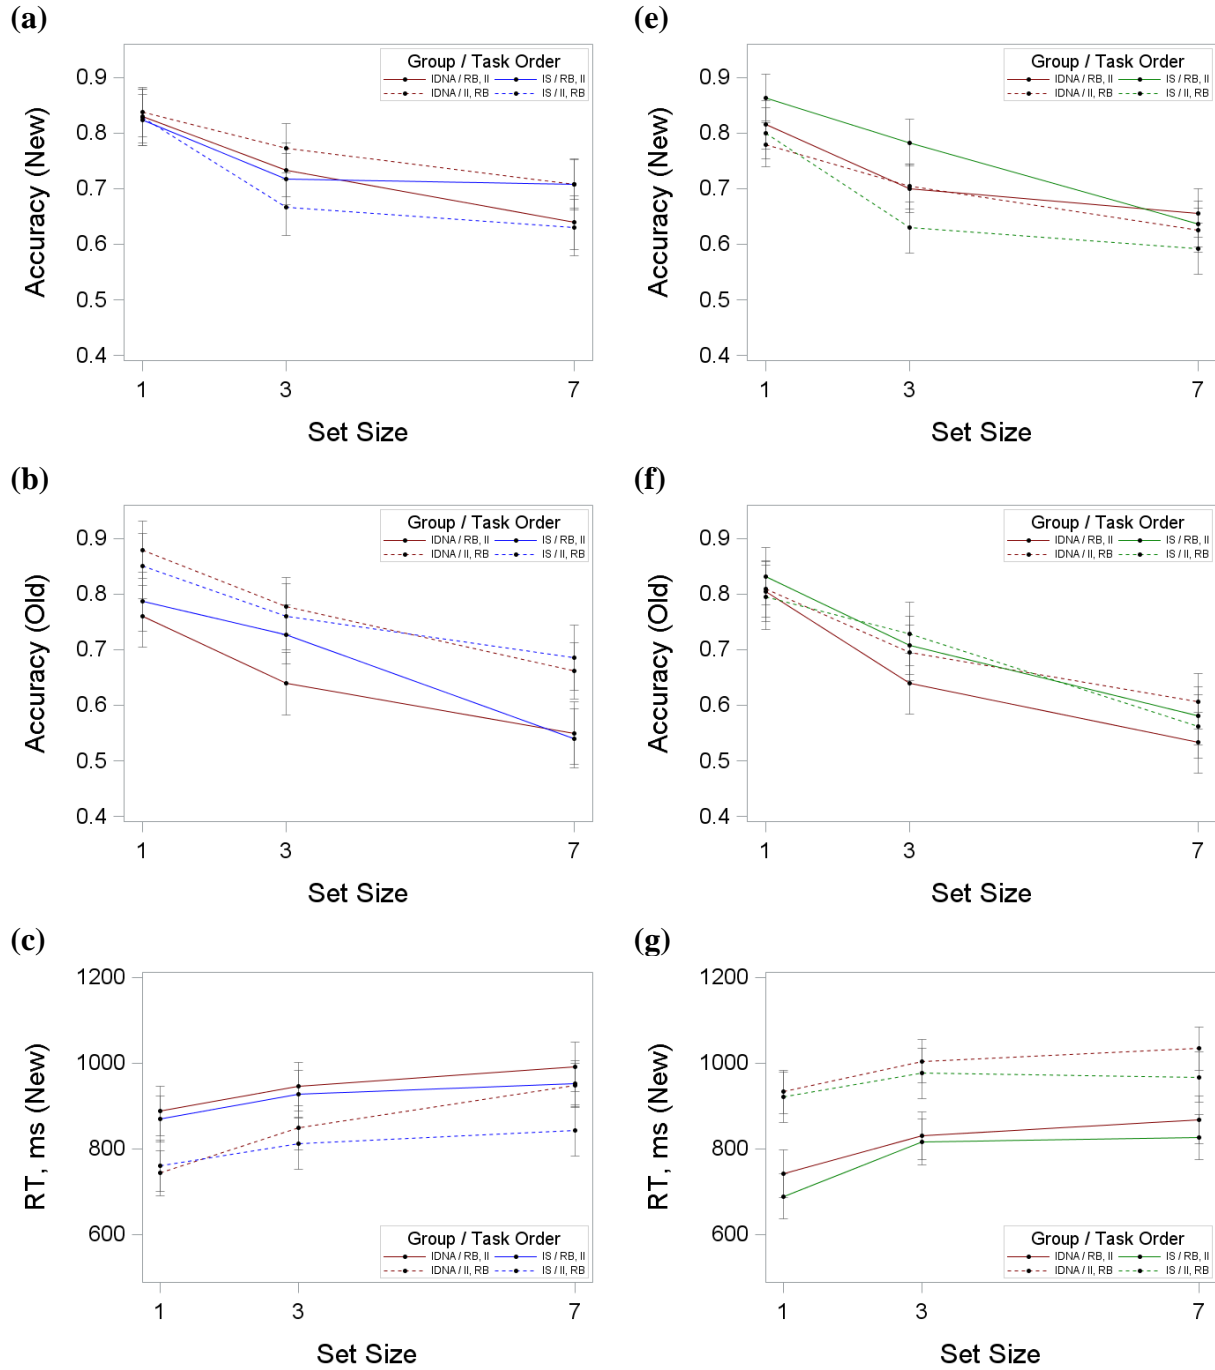 (a)
Accuracy (New)
0.9
0.8
0.7
0.6
0.5
0.4
Group / Task Order
IDNA / RB, II IS / RB, II
IDNA / II, RB IS / II, RB
1 3 7
Set Size
(e)
Accuracy (New)
0.9
0.8
0.7
0.6
0.5
0.4
Group / Task Order
IDNA / RB, II IS / RB, II
IDNA / II, RB IS / II, RB
1 3 7
Set Size
(b)
Accuracy (Old)
0.9
0.8
0.7
0.6
0.5
0.4
Group / Task Order
IDNA / RB, II IS / RB, II
IDNA / II, RB IS / II, RB
1 3 7
Set Size
(f)
Accuracy (Old)
0.9
0.8
0.7
0.6
0.5
0.4
Group / Task Order
IDNA / RB, II IS / RB, II
IDNA / II, RB IS / II, RB
1 3 7
Set Size
(c)
RT, ms (New)
1200
1000
800
600
Group / Task Order
IDNA / RB, II IS / RB, II
IDNA / II, RB IS / II, RB
1 3 7
Set Size
(g)
RT, ms (New)
1200
1000
800
600
Group / Task Order
IDNA / RB, II IS / RB, II
IDNA / II, RB IS / II, RB
1 3 7
Set Size